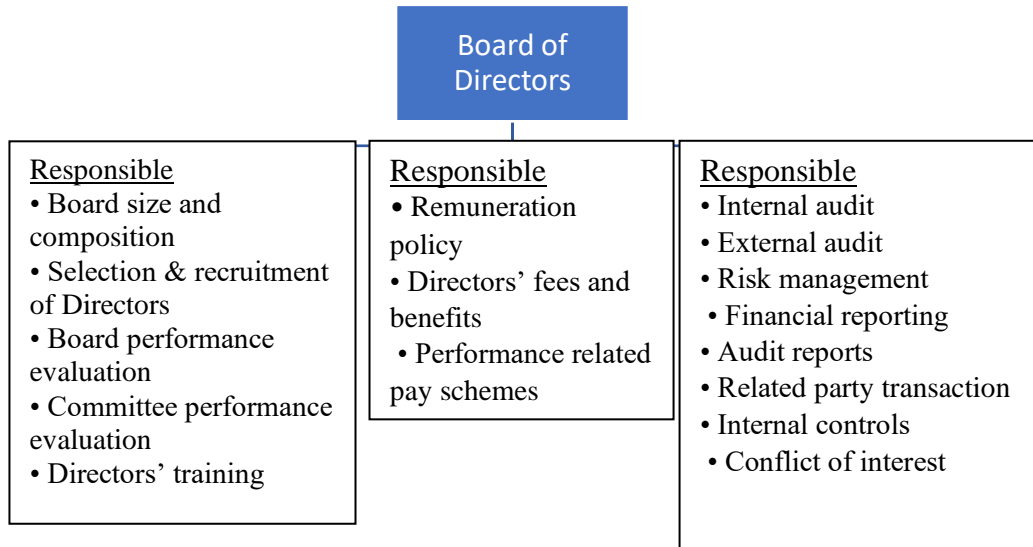 Board of
Directors
Responsible
• Board size and
composition
• Selection & recruitment
of Directors
• Board performance
evaluation
• Committee performance
evaluation
• Directors’ training
Responsible
• Remuneration
policy
• Directors’ fees and
benefits
• Performance related
pay schemes
Responsible
• Internal audit
• External audit
• Risk management
• Financial reporting
• Audit reports
• Related party transaction
• Internal controls
• Conflict of interest